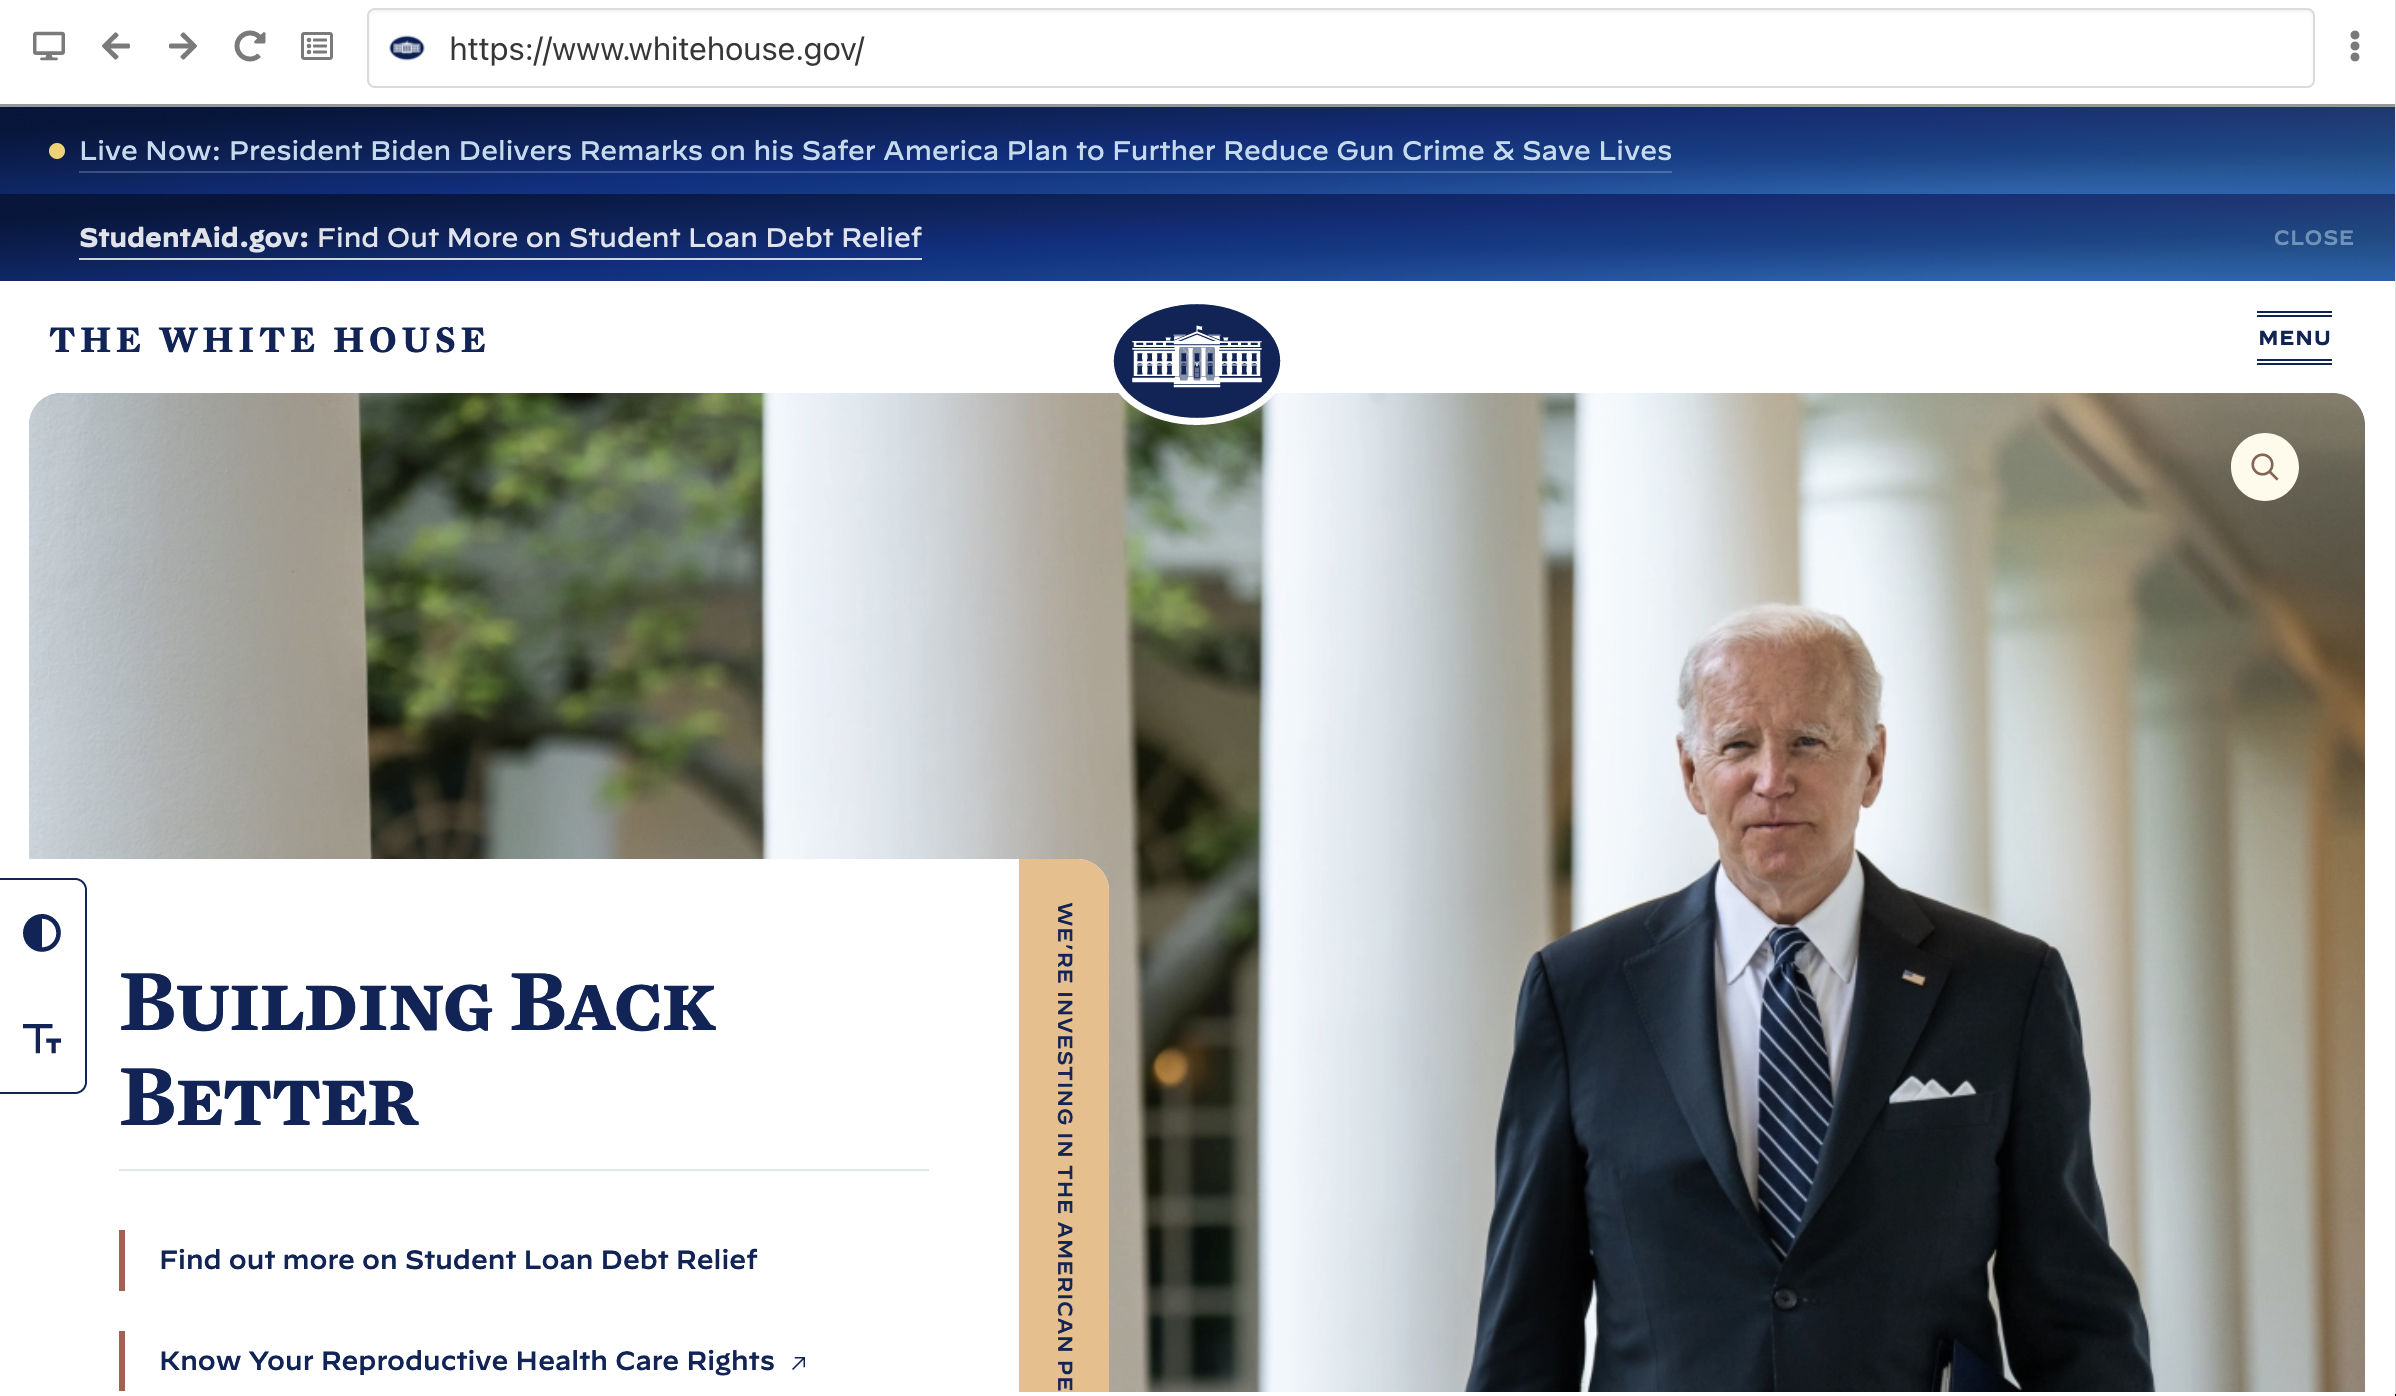 https://www.whitehouse.gov/
Live Now: President Biden Delivers Remarks on his Safer America Plan to Further Reduce Gun Crime & Save Lives
StudentAid.gov: Find Out More on Student Loan Debt Relief
CLOSE
THE WHITE HOUSE
MENU
BUILDING BACK
BETTER
Find out more on Student Loan Debt Relief
Know Your Reproductive Health Care Rights ↗
WE'RE INVESTING IN THE AMERICAN PE
Tт